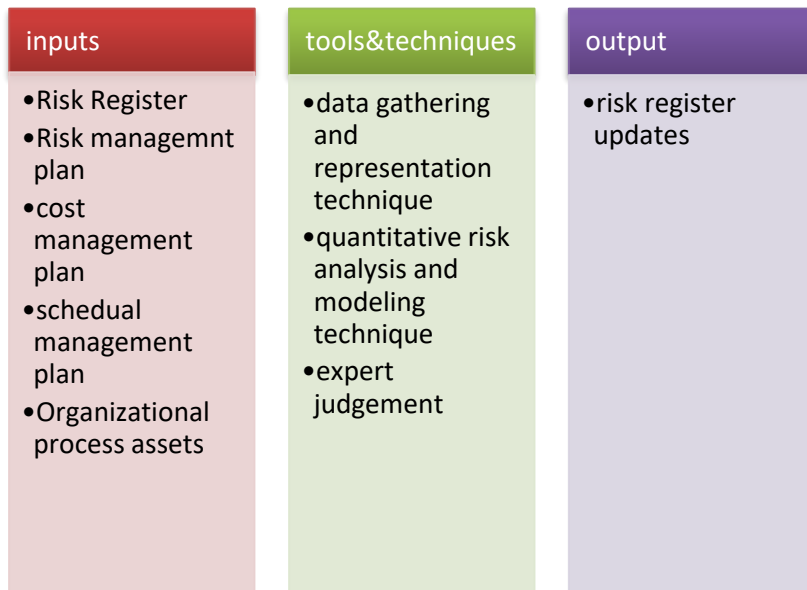 inputs
•Risk Register
•Risk managemnt
plan
•cost
management
plan
•schedual
management
plan
•Organizational
process assets
tools&techniques
•data gathering
and
representation
technique
•quantitative risk
analysis and
modeling
technique
•expert
judgement
output
•risk register
updates